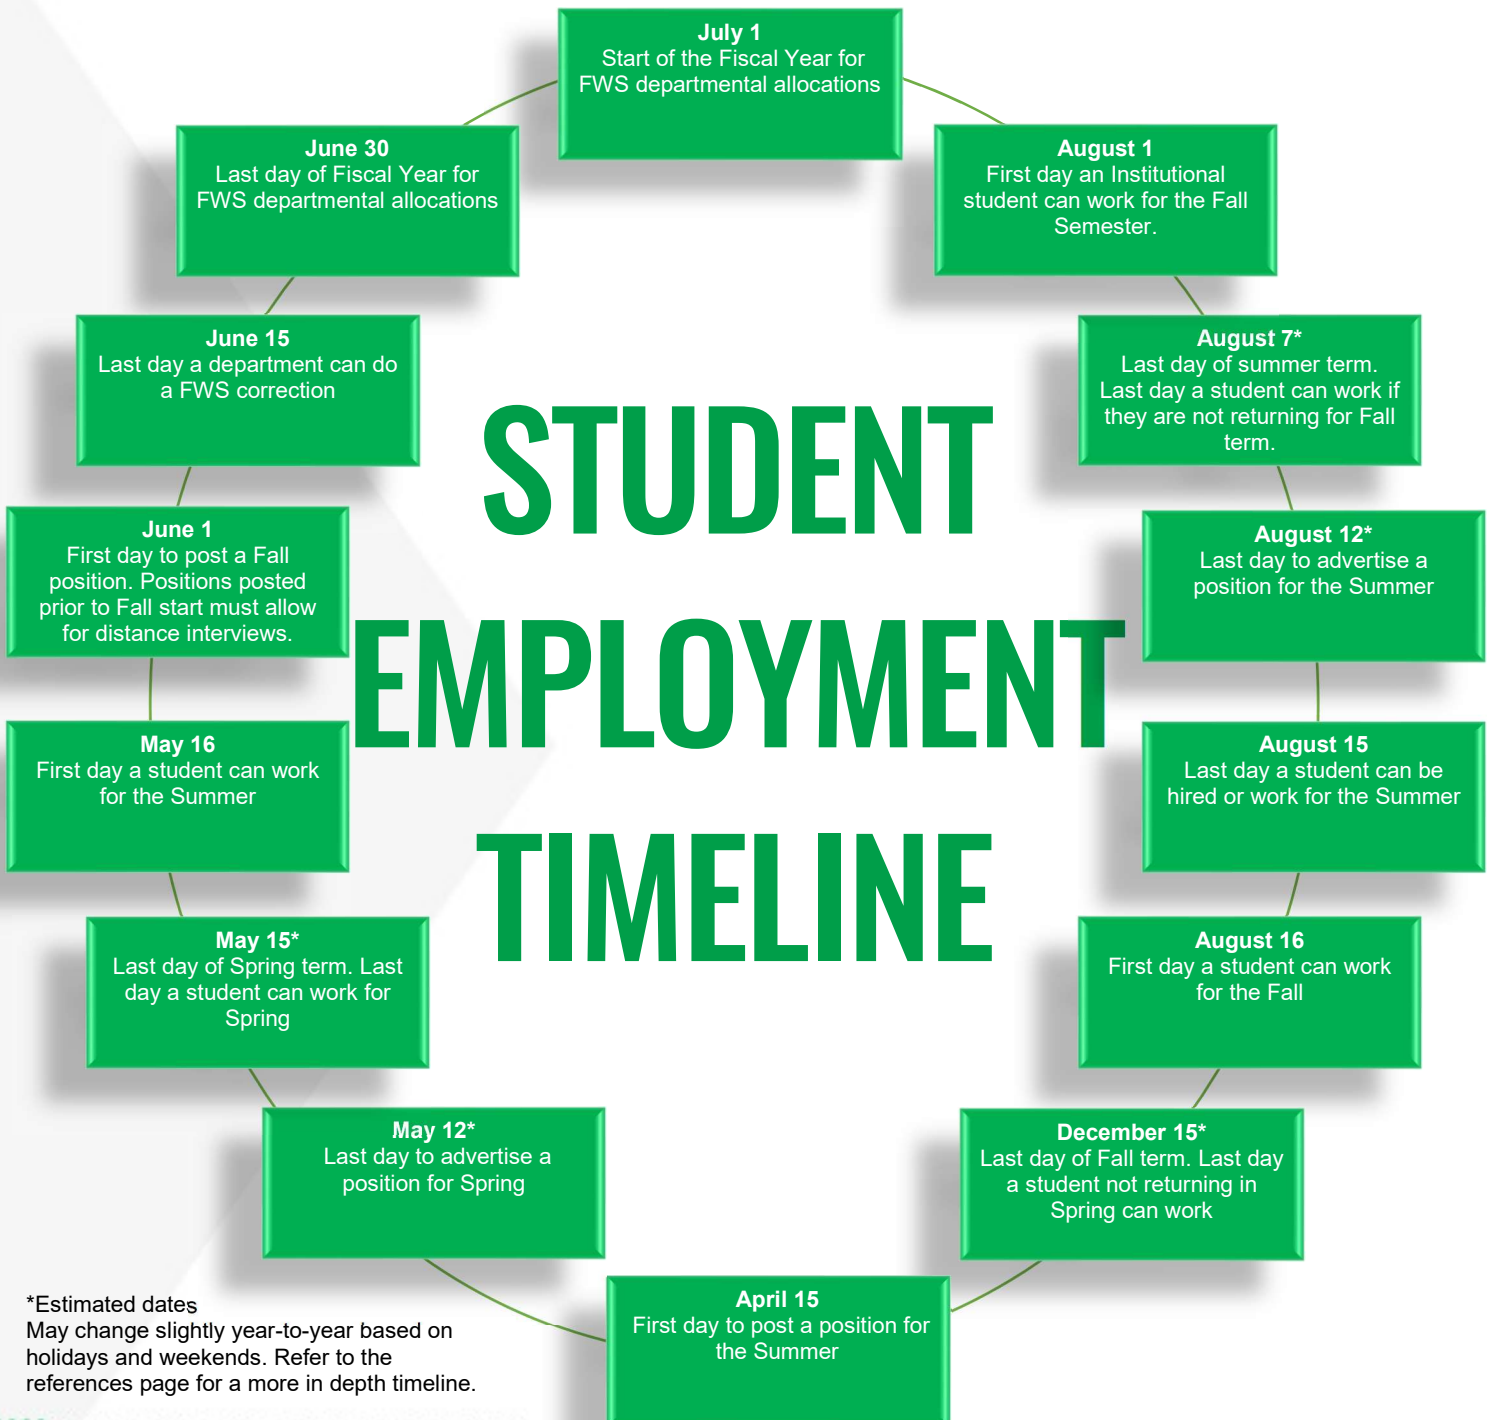 July 1
Start of the Fiscal Year for
FWS departmental allocations
August 1
First day an Institutional
student can work for the Fall
Semester.
August 7*
Last day of summer term.
Last day a student can work if
they are not returning for Fall
term.
August 12*
Last day to advertise a
position for the Summer
August 15
Last day a student can be
hired or work for the Summer
August 16
First day a student can work
for the Fall
December 15*
Last day of Fall term. Last day
a student not returning in
Spring can work
April 15
First day to post a position for
the Summer
May 12*
Last day to advertise a
position for Spring
May 15*
Last day of Spring term. Last
day a student can work for
Spring
May 16
First day a student can work
for the Summer
June 1
First day to post a Fall
position. Positions posted
prior to Fall start must allow
for distance interviews.
June 15
Last day a department can do
a FWS correction
June 30
Last day of Fiscal Year for
FWS departmental allocations
STUDENT
EMPLOYMENT
TIMELINE
*Estimated dates
May change slightly year-to-year based on
holidays and weekends. Refer to the
references page for a more in depth timeline.